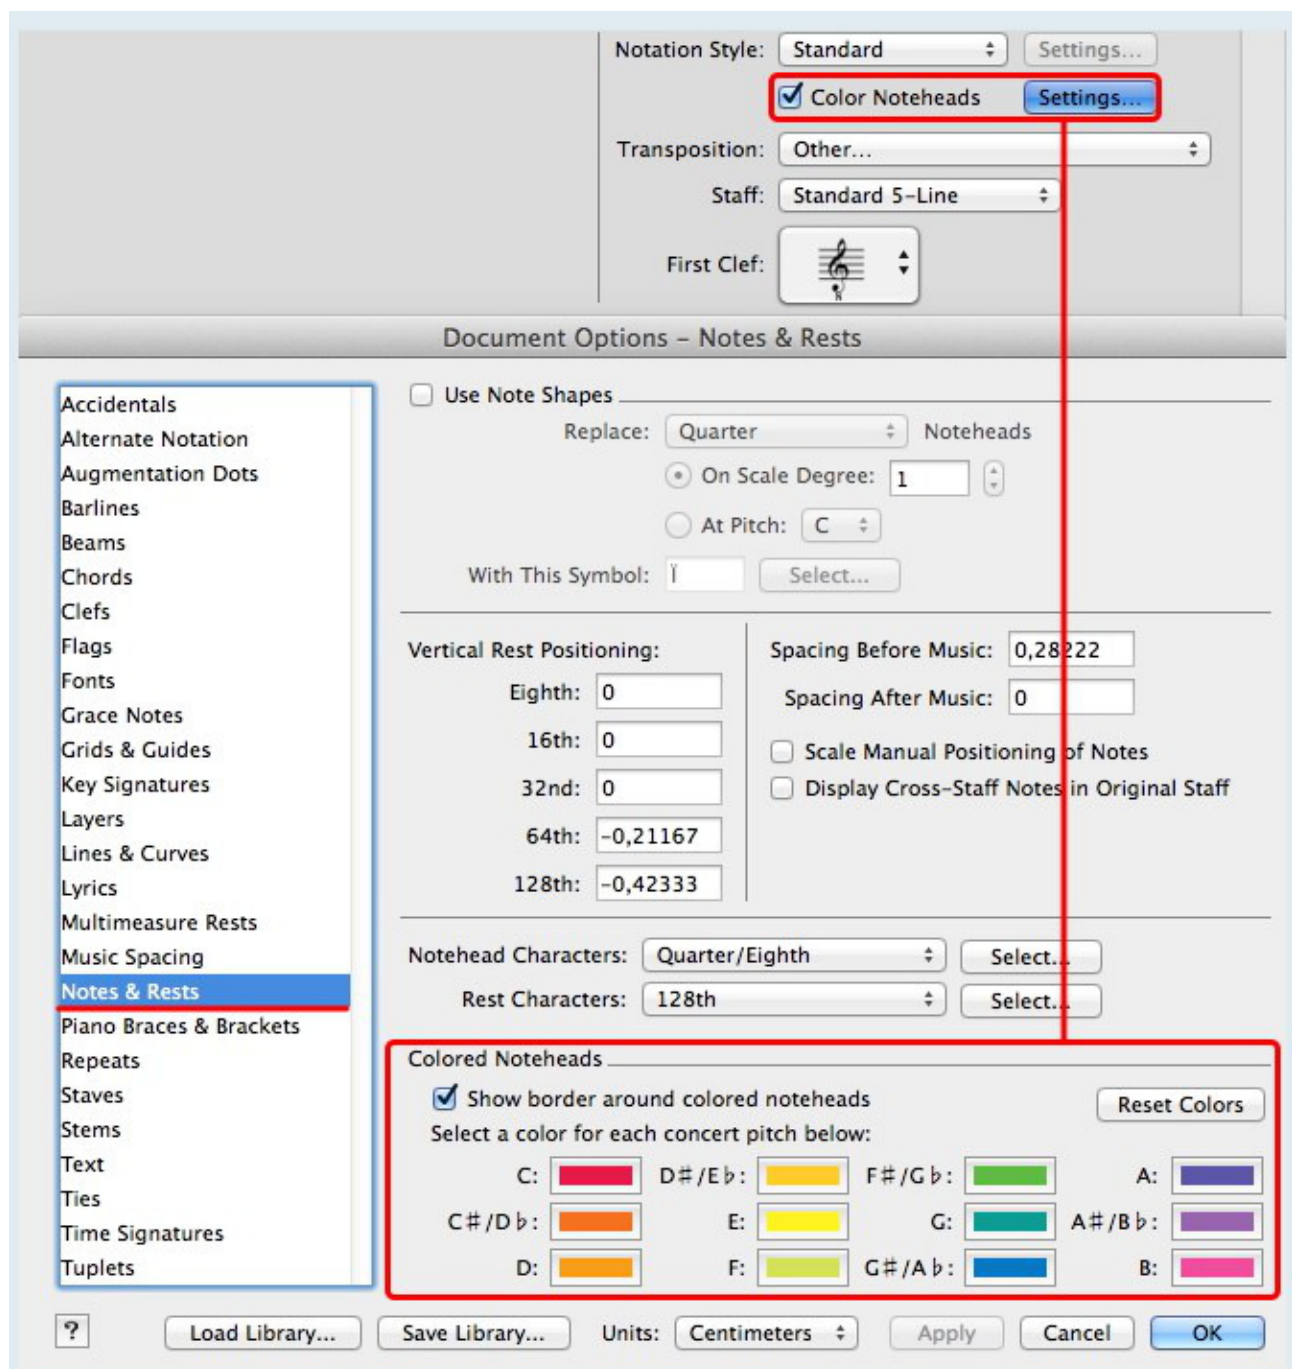 Notation Style: Standard Settings...
Color Noteheads Settings...
Transposition: Other...
Staff: Standard 5-Line
First Clef:
Document Options – Notes & Rests
Accidentals
Alternate Notation
Augmentation Dots
Barlines
Beams
Chords
Clefs
Flags
Fonts
Grace Notes
Grids & Guides
Key Signatures
Layers
Lines & Curves
Lyrics
Multimeasure Rests
Music Spacing
Notes & Rests
Piano Braces & Brackets
Repeats
Staves
Stems
Text
Ties
Time Signatures
Tuplets
Use Note Shapes
Replace: Quarter Noteheads
On Scale Degree: 1
At Pitch: C
With This Symbol: Ï Select...
Vertical Rest Positioning:
Eighth: 0
16th: 0
32nd: 0
64th: -0,21167
128th: -0,42333
Spacing Before Music: 0,28222
Spacing After Music: 0
Scale Manual Positioning of Notes
Display Cross-Staff Notes in Original Staff
Notehead Characters: Quarter/Eighth Select...
Rest Characters: 128th Select...
Colored Noteheads
Show border around colored noteheads Reset Colors
Select a color for each concert pitch below:
C: D♯/E♭: F♯/G♭: A:
C♯/D♭: E: G: A♯/B♭:
D: F: G♯/A♭: B:
? Load Library... Save Library... Units: Centimeters Apply Cancel OK